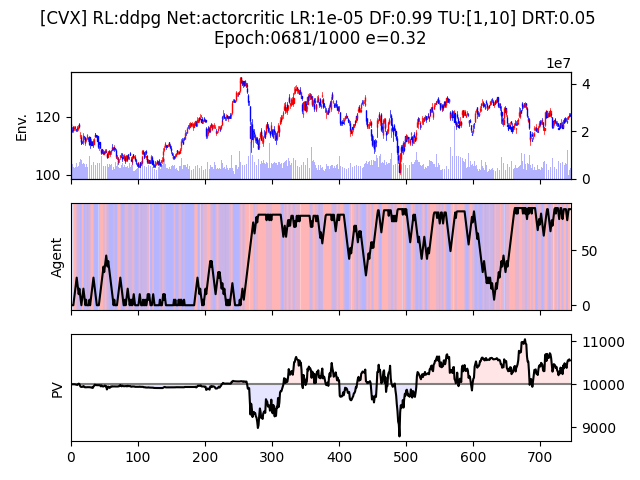 [CVX] RL:ddpg Net:actorcritic LR:1e-05 DF:0.99 TU:[1,10] DRT:0.05
Epoch:0681/1000 e=0.32
1e7
Env.
120
100
4
2
0
Agent
50
0
PV
11000
10000
9000
0 100 200 300 400 500 600 700